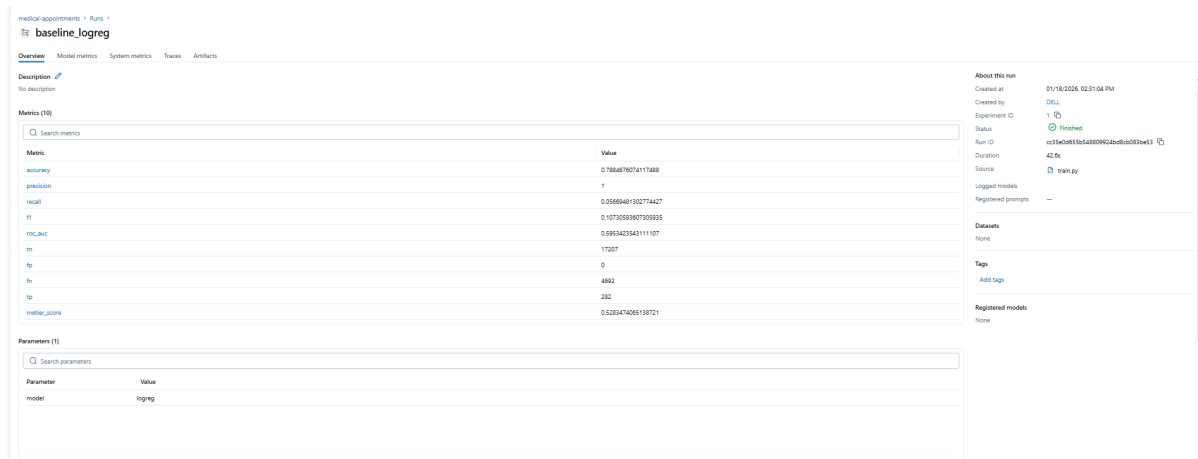 medical-appointments > Runs >
baseline_logreg
Overview Model metrics System metrics Traces Artifacts
Description
No description
Metrics (10)
Search metrics
Metric Value
accuracy 0.7884676074117488
precision 1
recall 0.05669481302774427
f1 0.10730593607305935
roc_auc 0.5953423543111107
tn 17207
fp 0
fn 4692
tp 282
metier_score 0.5283474065138721
Parameters (1)
Search parameters
Parameter Value
model logreg
About this run
Created at 01/18/2026, 02:31:04 PM
Created by DELL
Experiment ID 1
Status Finished
Run ID cc35e0d655b548809924bd8cb083be53
Duration 42.6s
Source train.py
Logged models
Registered prompts —
Datasets
None
Tags
Add tags
Registered models
None